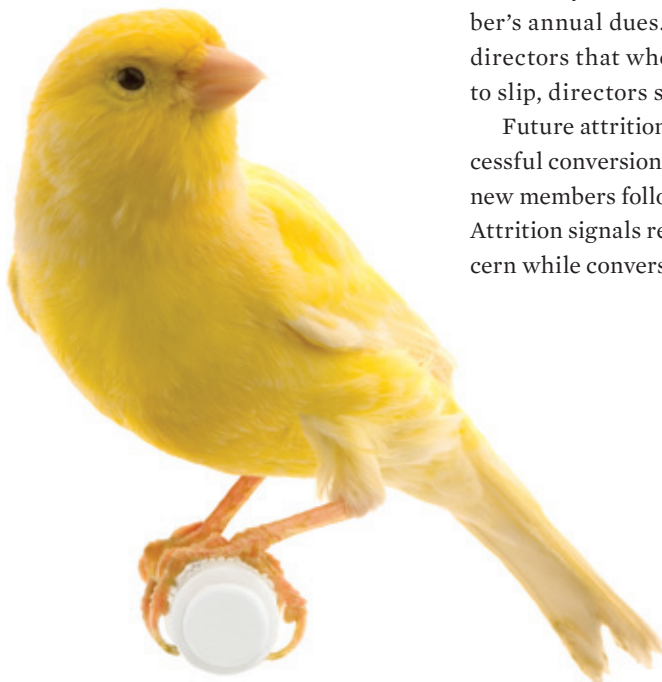 ber's annual dues.
directors that whe
to slip, directors s
Future attrition
cessful conversion
new members follo
Attrition signals re
cern while convers